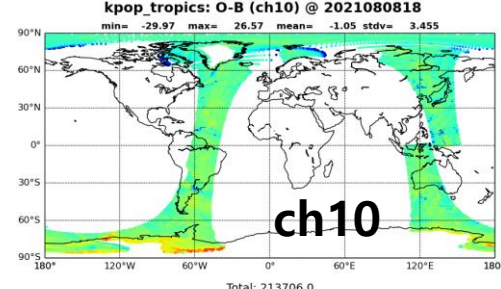 kpop_tropics: O-B (ch10) @ 2021080818
min= -29.97 max= 26.57 mean= -1.05 stdv= 3.455
90°N
60°N
30°N
0°
30°S
60°S
90°S
ch10
180° 120°W 60°W 0° 60°E 120°E 180
Total: 213706.0